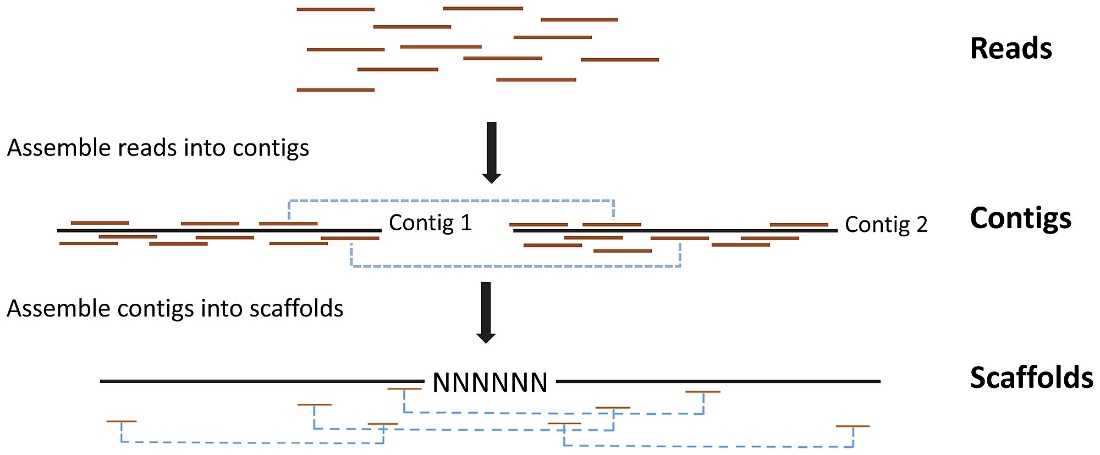 Reads
Assemble reads into contigs
Contig 1
Contig 2
Contigs
Assemble contigs into scaffolds
NNNNNN
Scaffolds